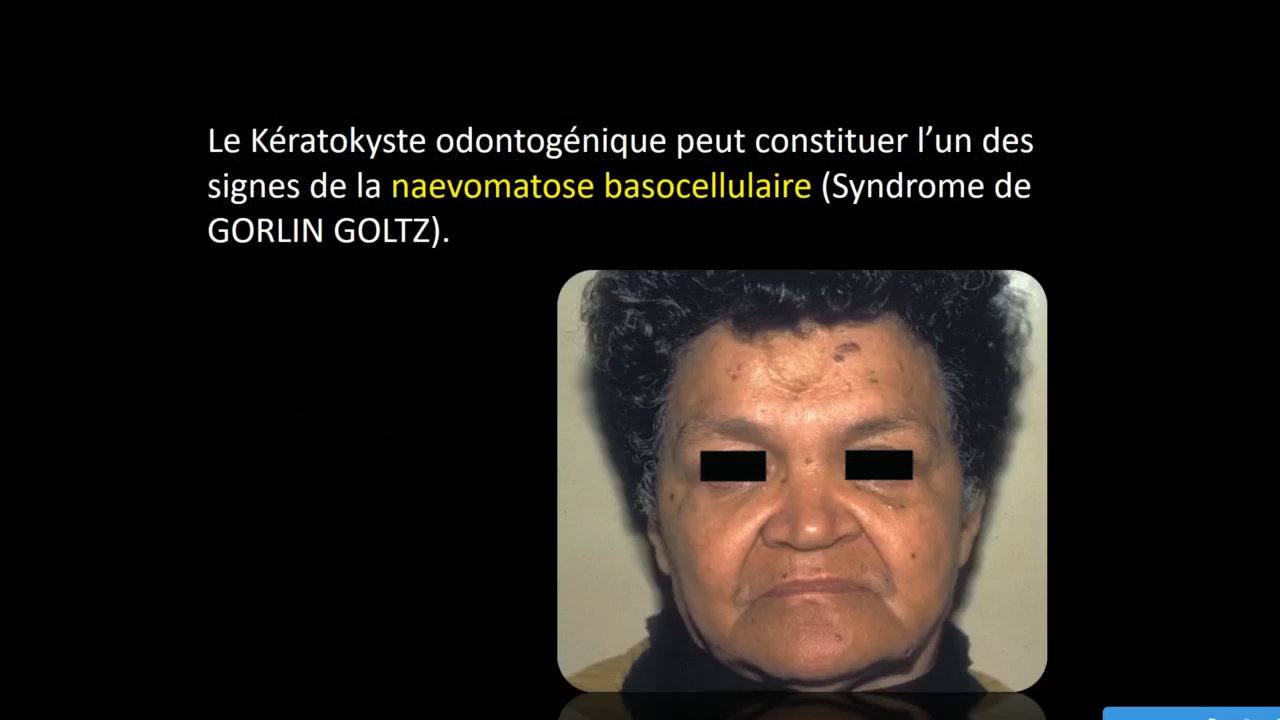 Le Kératokyste odontogénique peut constituer l’un des
signes de la naevomatose basocellulaire (Syndrome de
GORLIN GOLTZ).